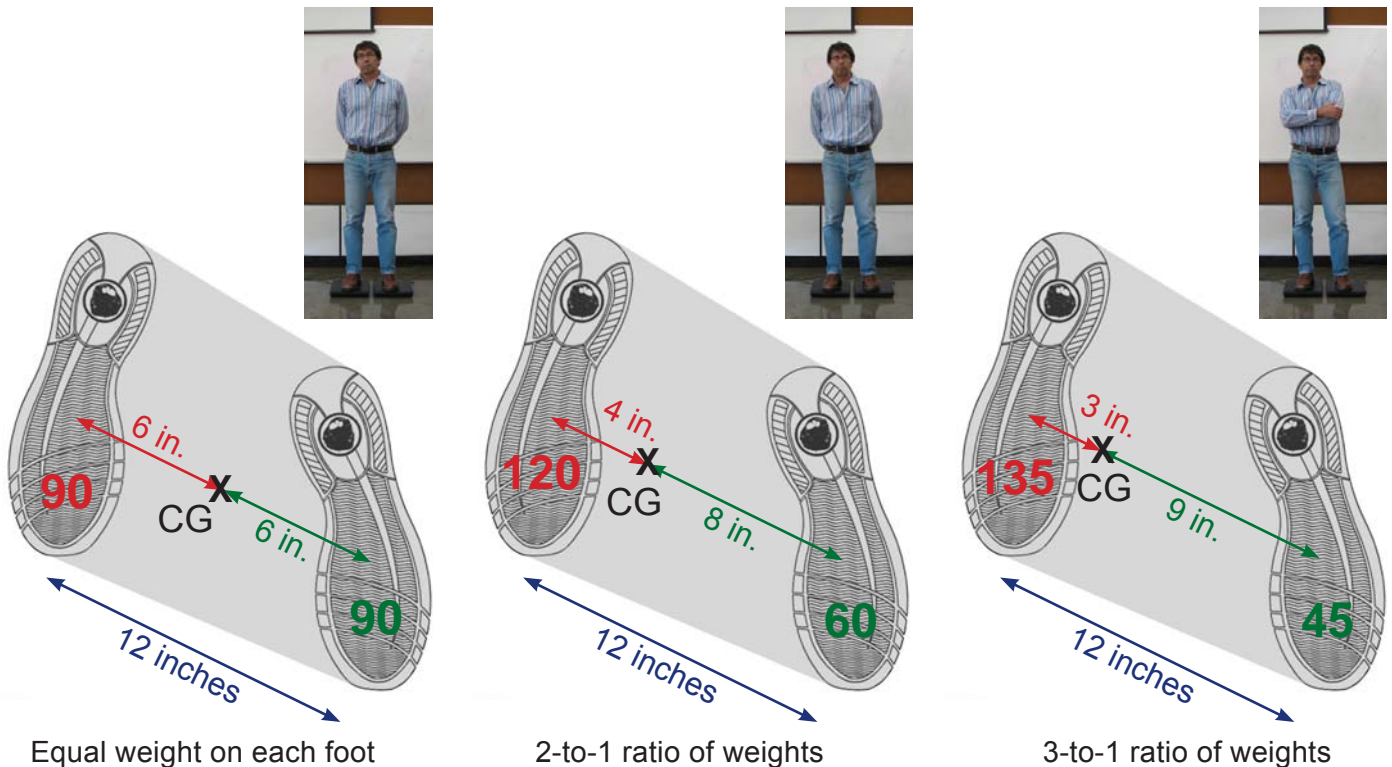 6 in.
90
X
CG
6 in.
90
12 inches
Equal weight on each foot
4 in.
120
X
CG
8 in.
60
12 inches
2-to-1 ratio of weights
3 in.
135
X
CG
9 in.
45
12 inches
3-to-1 ratio of weights